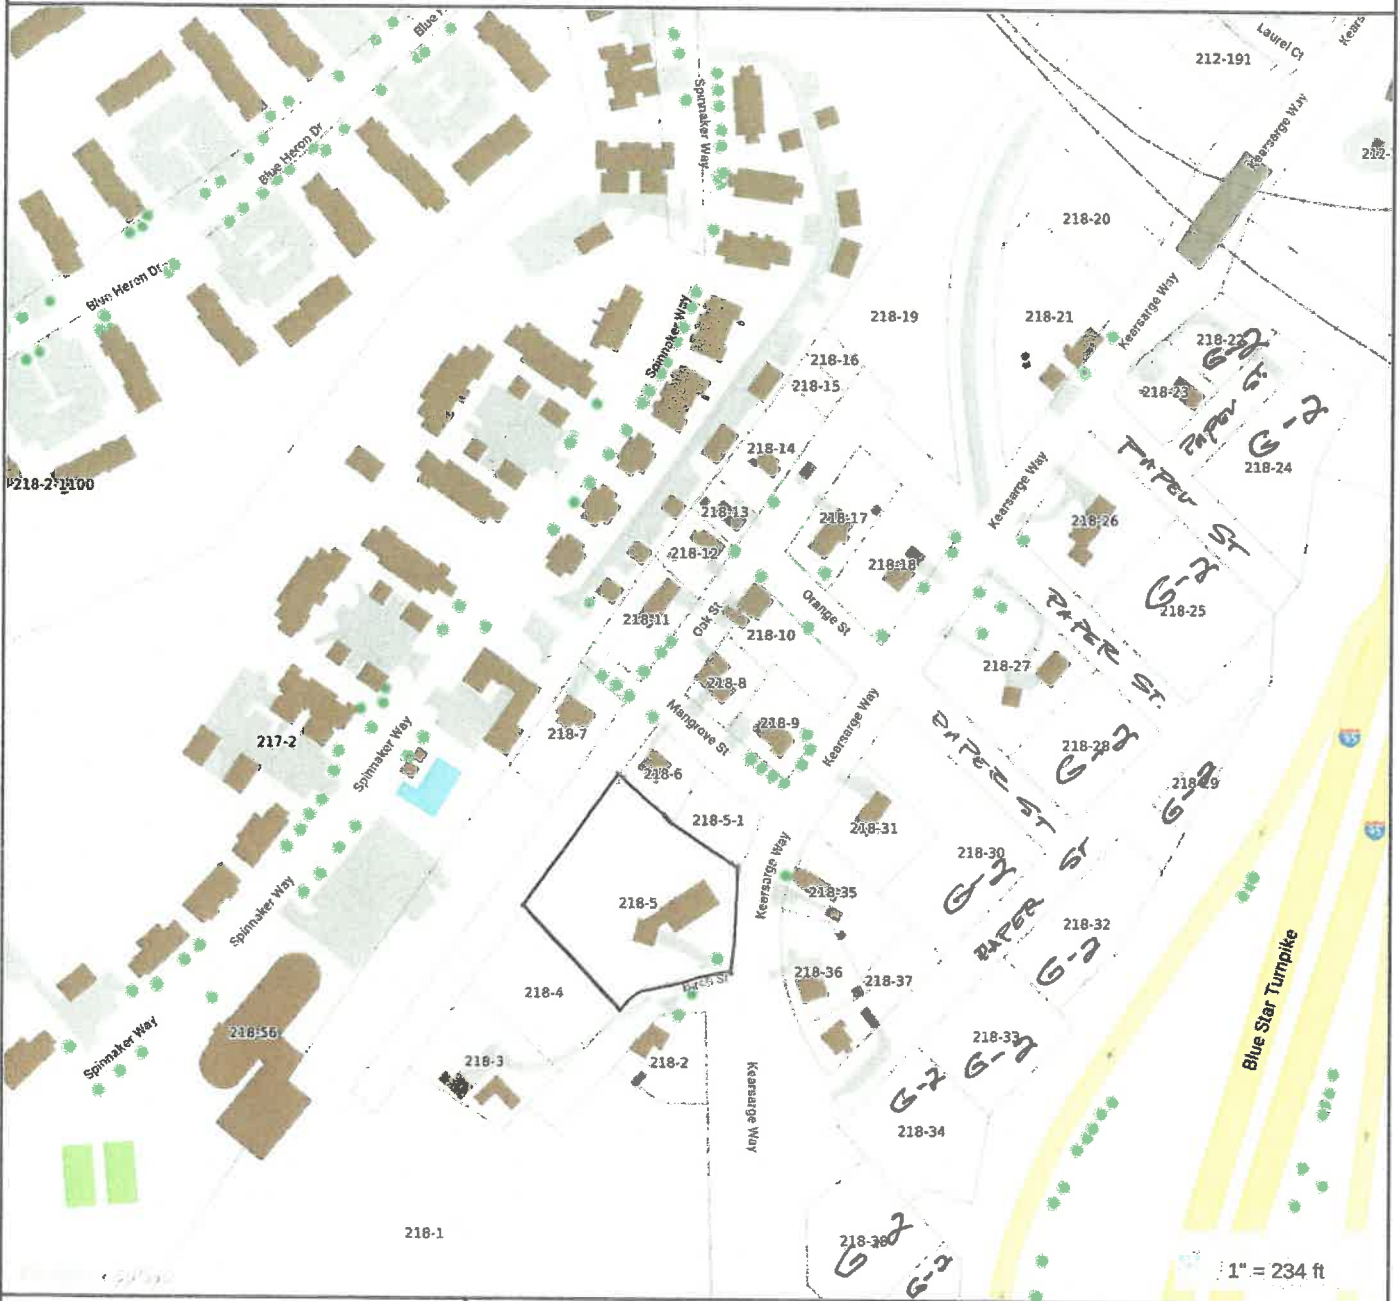 Blue Heron Dr
Blue Heron Dr
Spinnaker Way
Laurel Ct
212-191
Kearsarge Way
218-20
218-19
218-21
Kearsarge Way
Spinnaker Way
218-16
218-15
218-22
G-2
218-23
PAPER St.
G-2
218-24
218-14
218-2-1100
Kearsarge Way
PAPER ST
218-13
218-17
218-26
218-12
218-18
G-2
218-25
218-11
Oak St
Orange St
218-10
PAPER ST.
218-27
218-8
218-7
Mangrove St
218-9
Kearsarge Way
PAPER ST
218-28
G-2
217-2
Spinnaker Way
218-6
218-29
G-2
95
218-5-1
218-31
95
218-30
G-2
PAPER ST
Kearsarge Way
218-35
218-5
Spinnaker Way
218-32
G-2
218-4
218-36
218-37
Blue Star Turnpike
218-56
Spinnaker Way
218-3
218-2
218-33
G-2
G-2
218-34
Kearsarge Way
218-1
218-38
G-2
G-2
1" = 234 ft